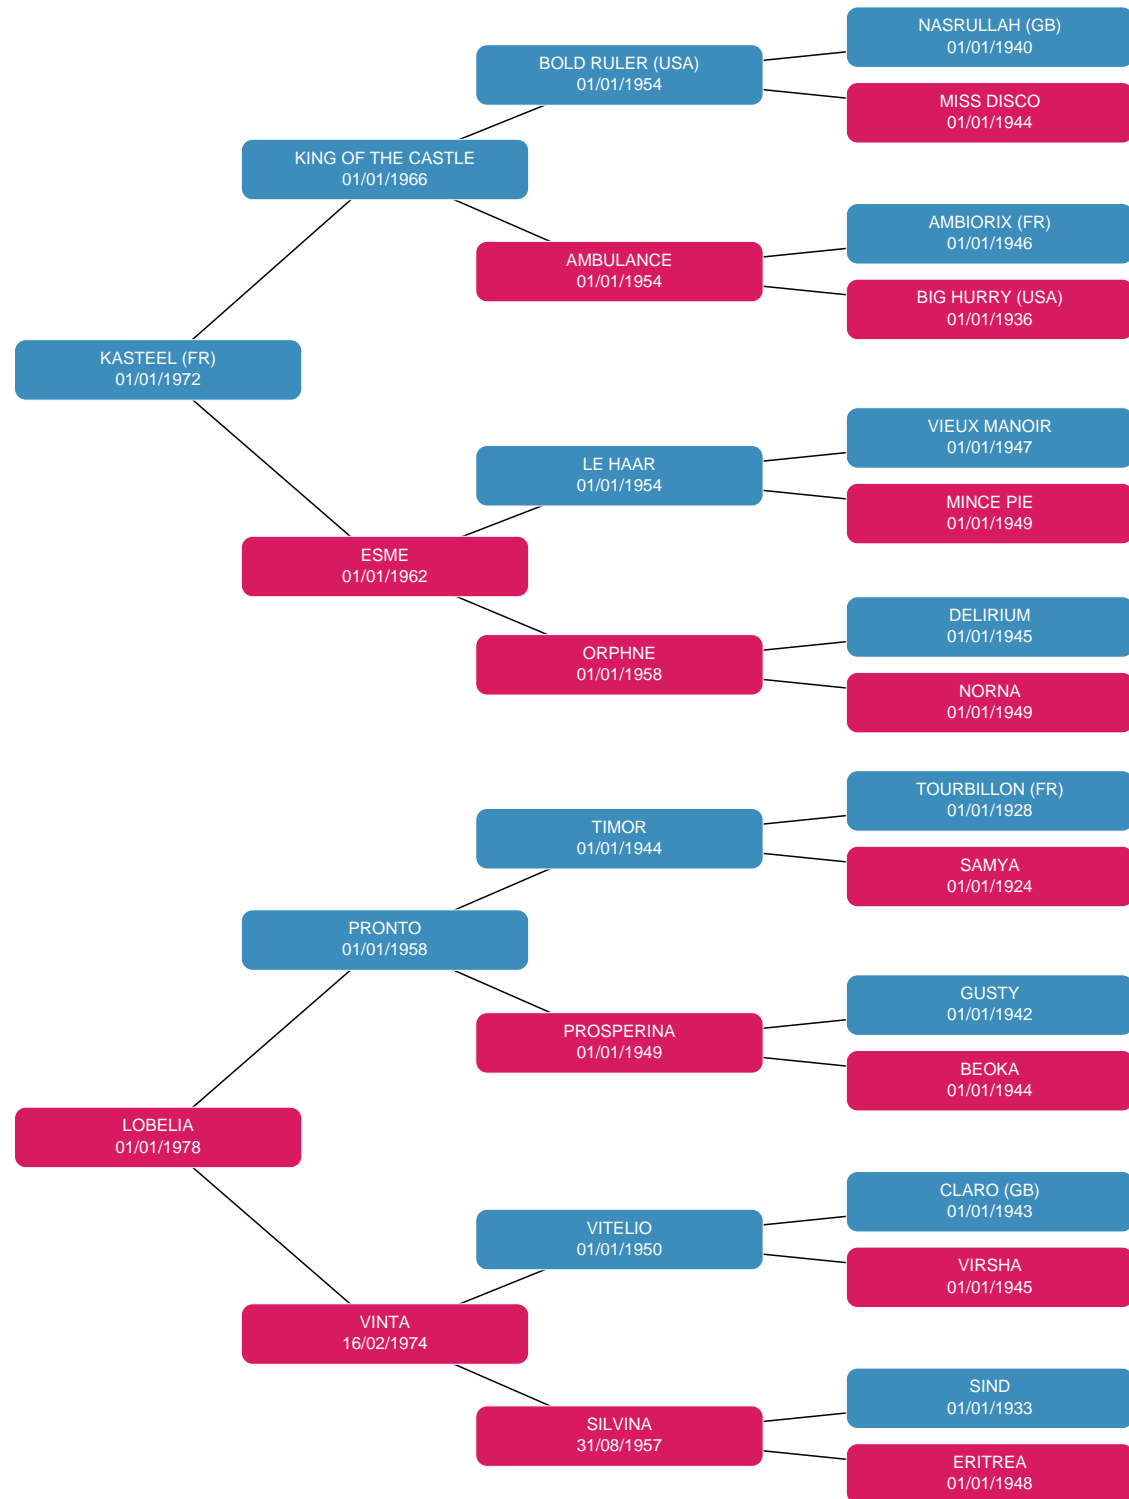 NASRULLAH (GB)
01/01/1940
BOLD RULER (USA)
01/01/1954
MISS DISCO
01/01/1944
KING OF THE CASTLE
01/01/1966
AMBIORIX (FR)
01/01/1946
AMBULANCE
01/01/1954
BIG HURRY (USA)
01/01/1936
KASTEEL (FR)
01/01/1972
VIEUX MANOIR
01/01/1947
LE HAAR
01/01/1954
MINCE PIE
01/01/1949
ESME
01/01/1962
DELIRIUM
01/01/1945
ORPHNE
01/01/1958
NORNA
01/01/1949
TOURBILLON (FR)
01/01/1928
TIMOR
01/01/1944
SAMYA
01/01/1924
PRONTO
01/01/1958
GUSTY
01/01/1942
PROSPERINA
01/01/1949
BEOKA
01/01/1944
LOBELIA
01/01/1978
CLARO (GB)
01/01/1943
VITELIO
01/01/1950
VIRSHA
01/01/1945
VINTA
16/02/1974
SIND
01/01/1933
SILVINA
31/08/1957
ERITREA
01/01/1948